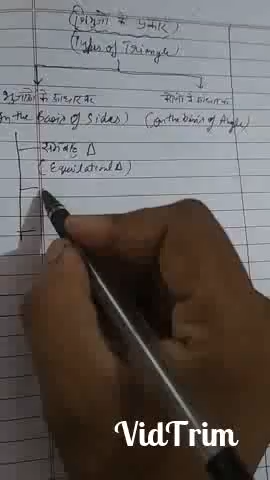 (त्रिभुजों के प्रकार)
(Types of Triangle)
भुजाओं के आधार पर
कोणों के आधार पर
on the basis of Sides)
(on the basis of Angle)
समबाहु Δ
(Equilateral Δ)
VidTrim